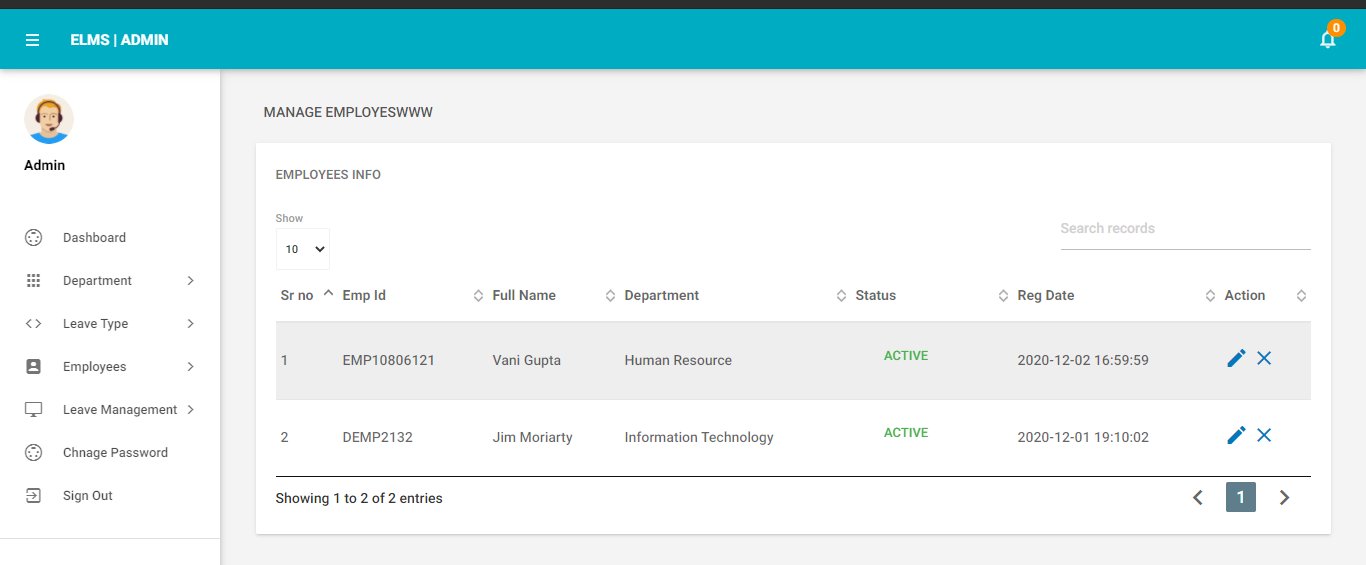 ELMS | ADMIN
0
Admin
Dashboard
Department
Leave Type
Employees
Leave Management
Chnage Password
Sign Out
MANAGE EMPLOYESWWW
EMPLOYEES INFO
Show
10
Search records
Sr no Emp Id Full Name Department Status Reg Date Action
1 EMP10806121 Vani Gupta Human Resource ACTIVE 2020-12-02 16:59:59
2 DEMP2132 Jim Moriarty Information Technology ACTIVE 2020-12-01 19:10:02
Showing 1 to 2 of 2 entries
1